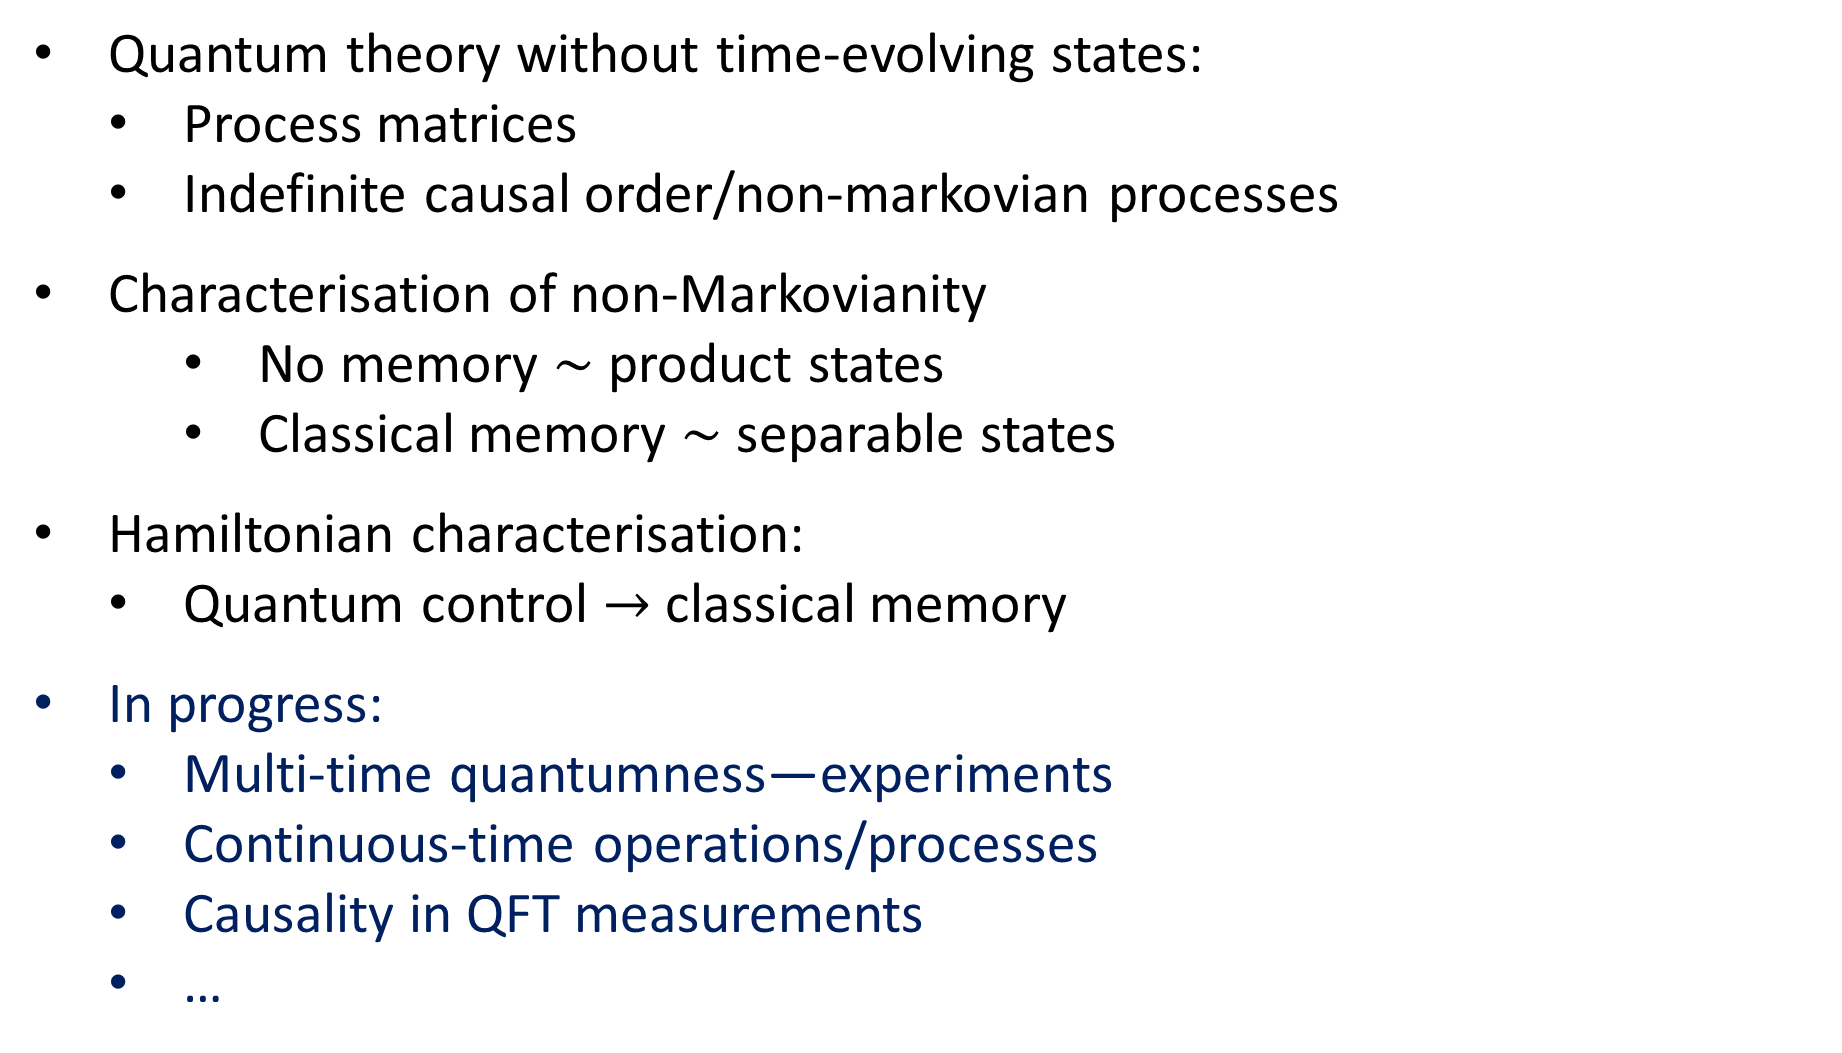 • Quantum theory without time-evolving states:
• Process matrices
• Indefinite causal order/non-markovian processes
• Characterisation of non-Markovianity
• No memory ~ product states
• Classical memory ~ separable states
• Hamiltonian characterisation:
• Quantum control → classical memory
• In progress:
• Multi-time quantumness—experiments
• Continuous-time operations/processes
• Causality in QFT measurements
• ...